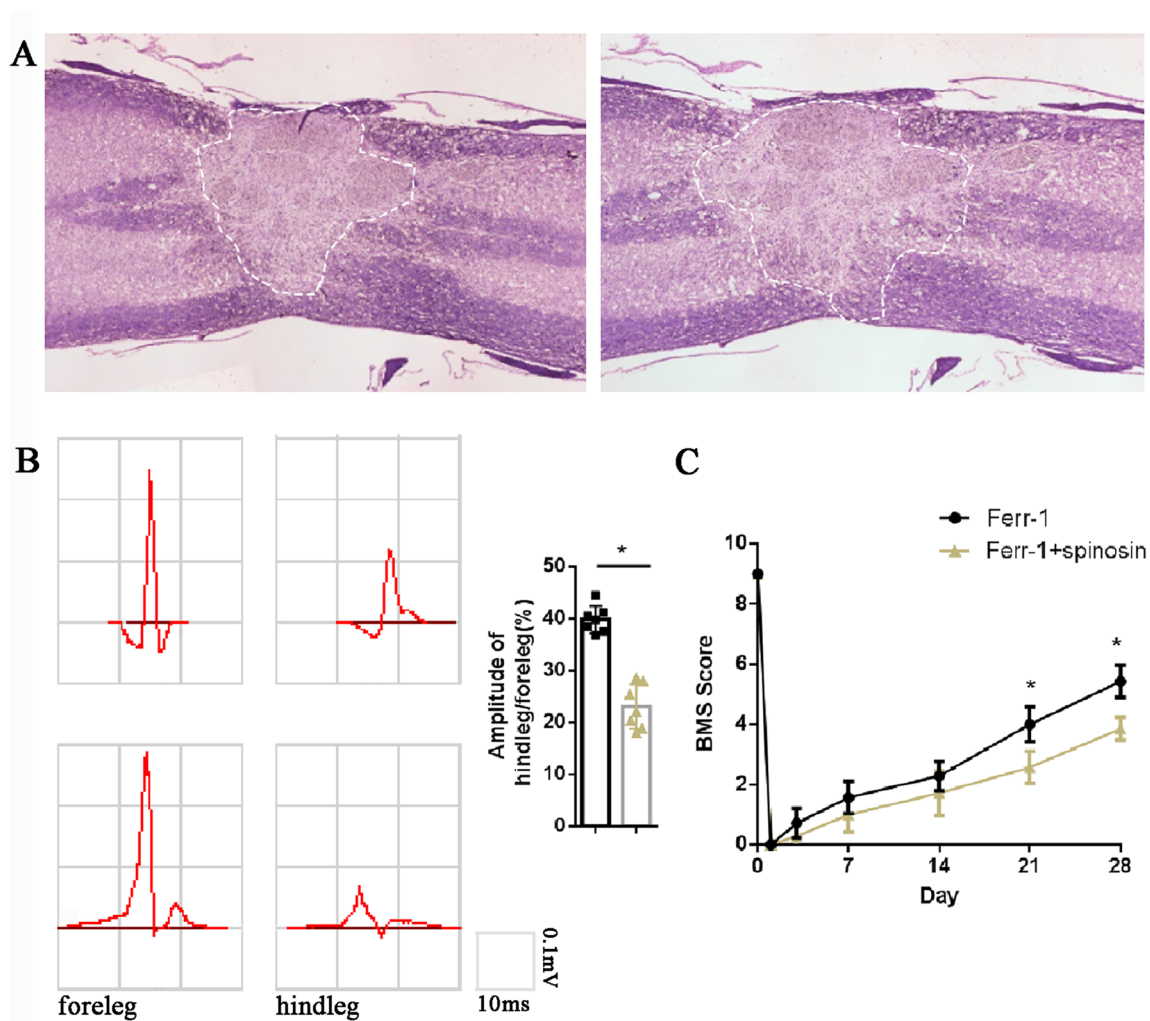 A
B
foreleg
hindleg
0.1mV
10ms
Amplitude of
hindleg/foreleg(%)
50
40
30
20
10
0
*
C
Ferr-1
Ferr-1+spinosin
BMS Score
10
8
6
4
2
0
*
*
0
7
14
21
28
Day